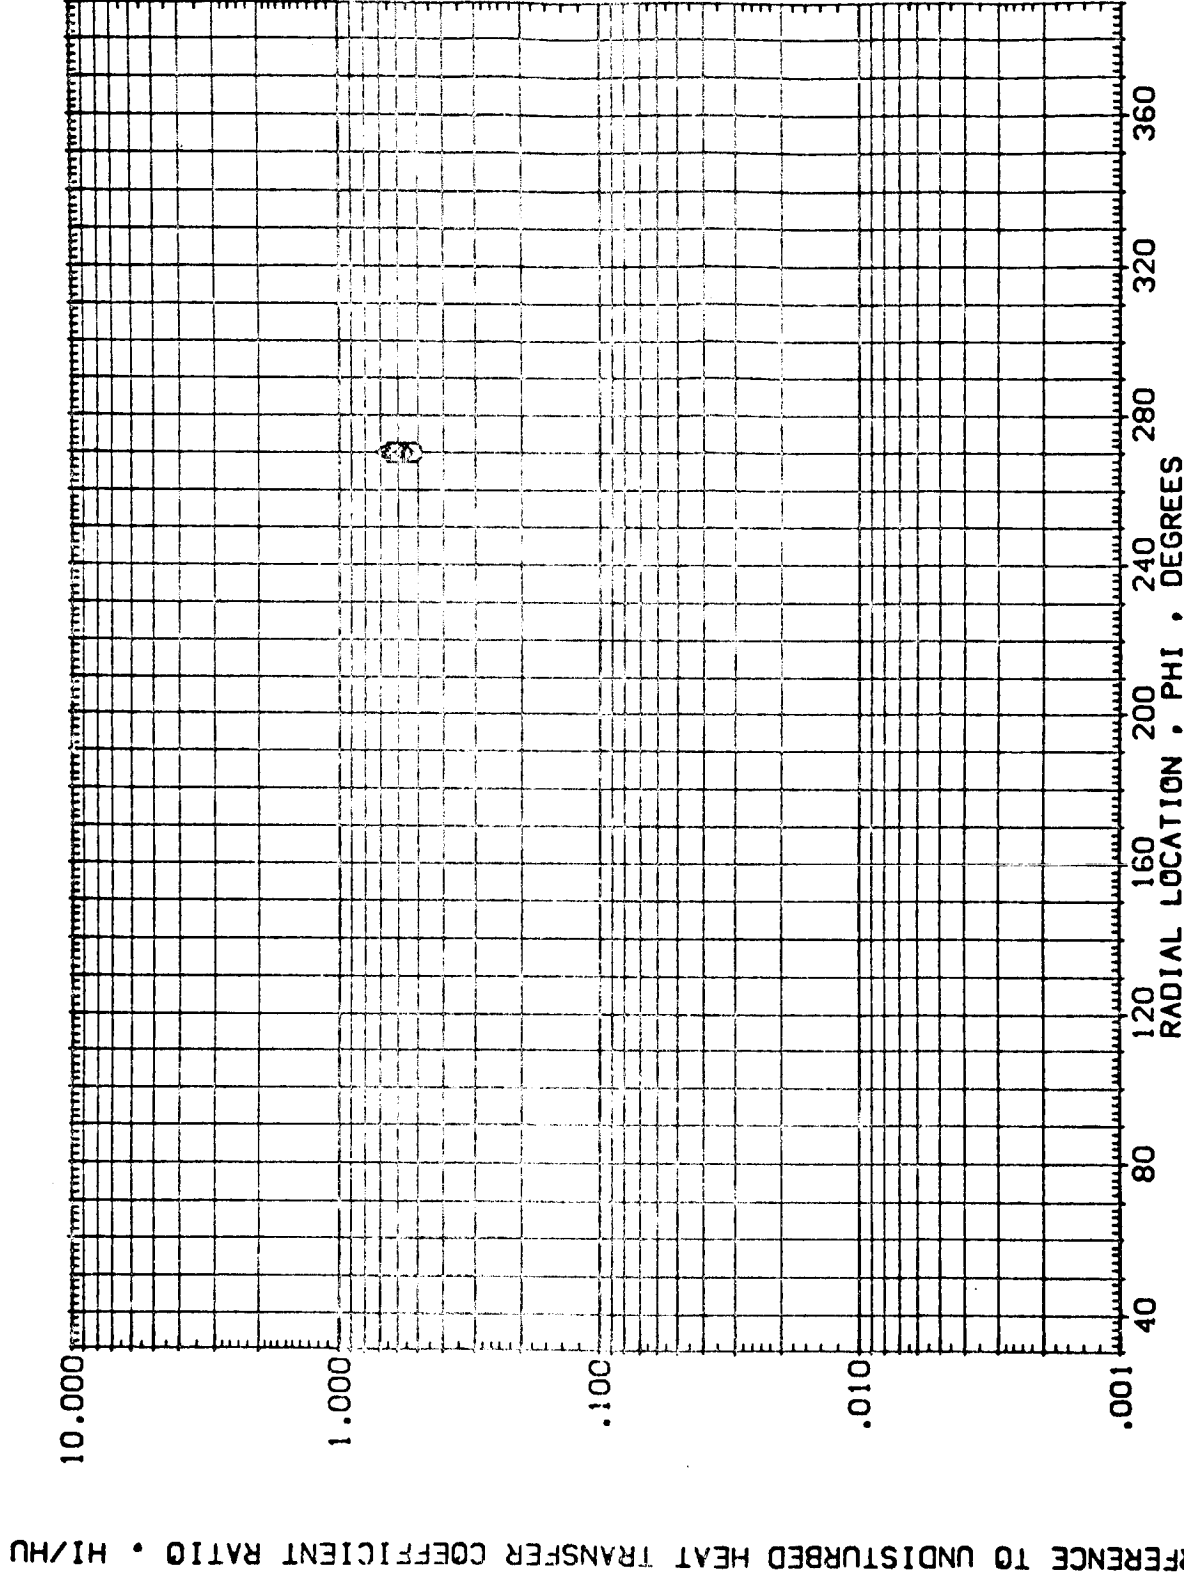 TO UNDISTURBED HEAT TRANSFER COEFFICIENT RATIO . HI/HU
10.000
1.000
.100
.010
.001
40 80 120 160 200 240 280 320 360
RADIAL LOCATION . PHI . DEGREES